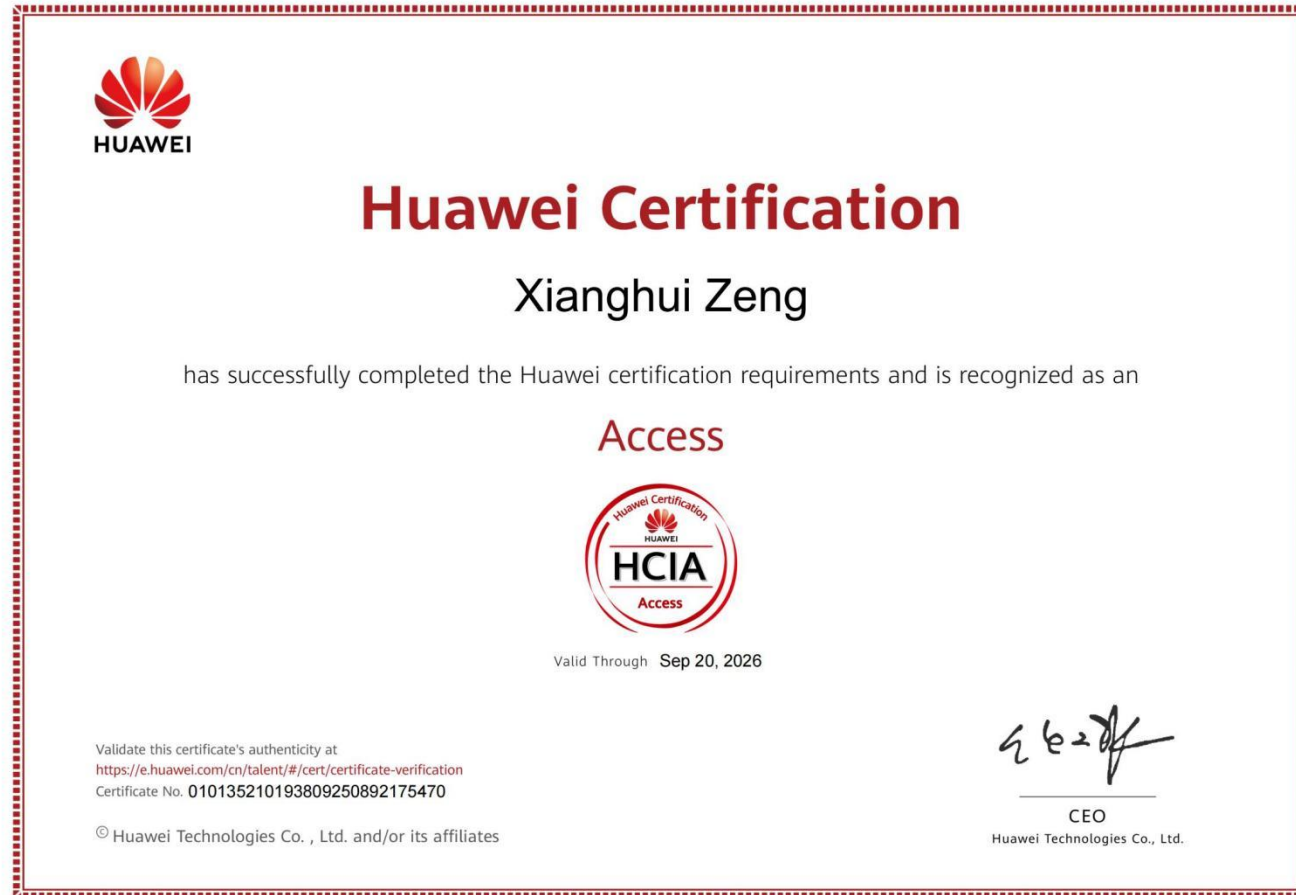 HUAWEI
Huawei Certification
Xianghui Zeng
has successfully completed the Huawei certification requirements and is recognized as an
Access
Huawei Certification
HUAWEI
HCIA
Access
Valid Through Sep 20, 2026
Validate this certificate's authenticity at
https://e.huawei.com/cn/talent/#/cert/certificate-verification
Certificate No. 010135210193809250892175470
© Huawei Technologies Co. , Ltd. and/or its affiliates
CEO
Huawei Technologies Co., Ltd.